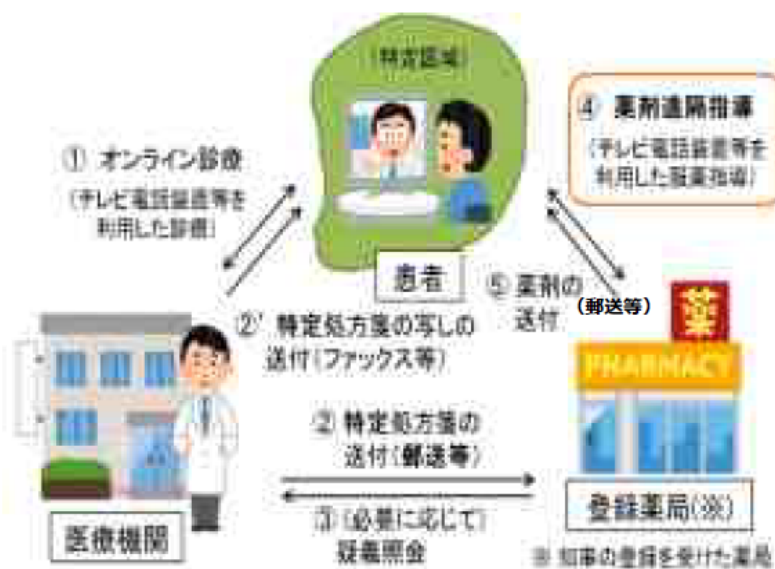 (特定区域)
① オンライン診療
(テレビ電話装置等を
利用した診療)
④ 薬剤遠隔指導
(テレビ電話装置等を
利用した服薬指導)
患者
②' 特定処方箋の写しの
送付(ファックス等)
⑤ 薬剤の
送付
(郵送等)
薬
PHARMACY
② 特定処方箋の
送付(郵送等)
③ (必要に応じて)
疑義照会
医療機関
登録薬局(※)
※ 知事の登録を受けた薬局